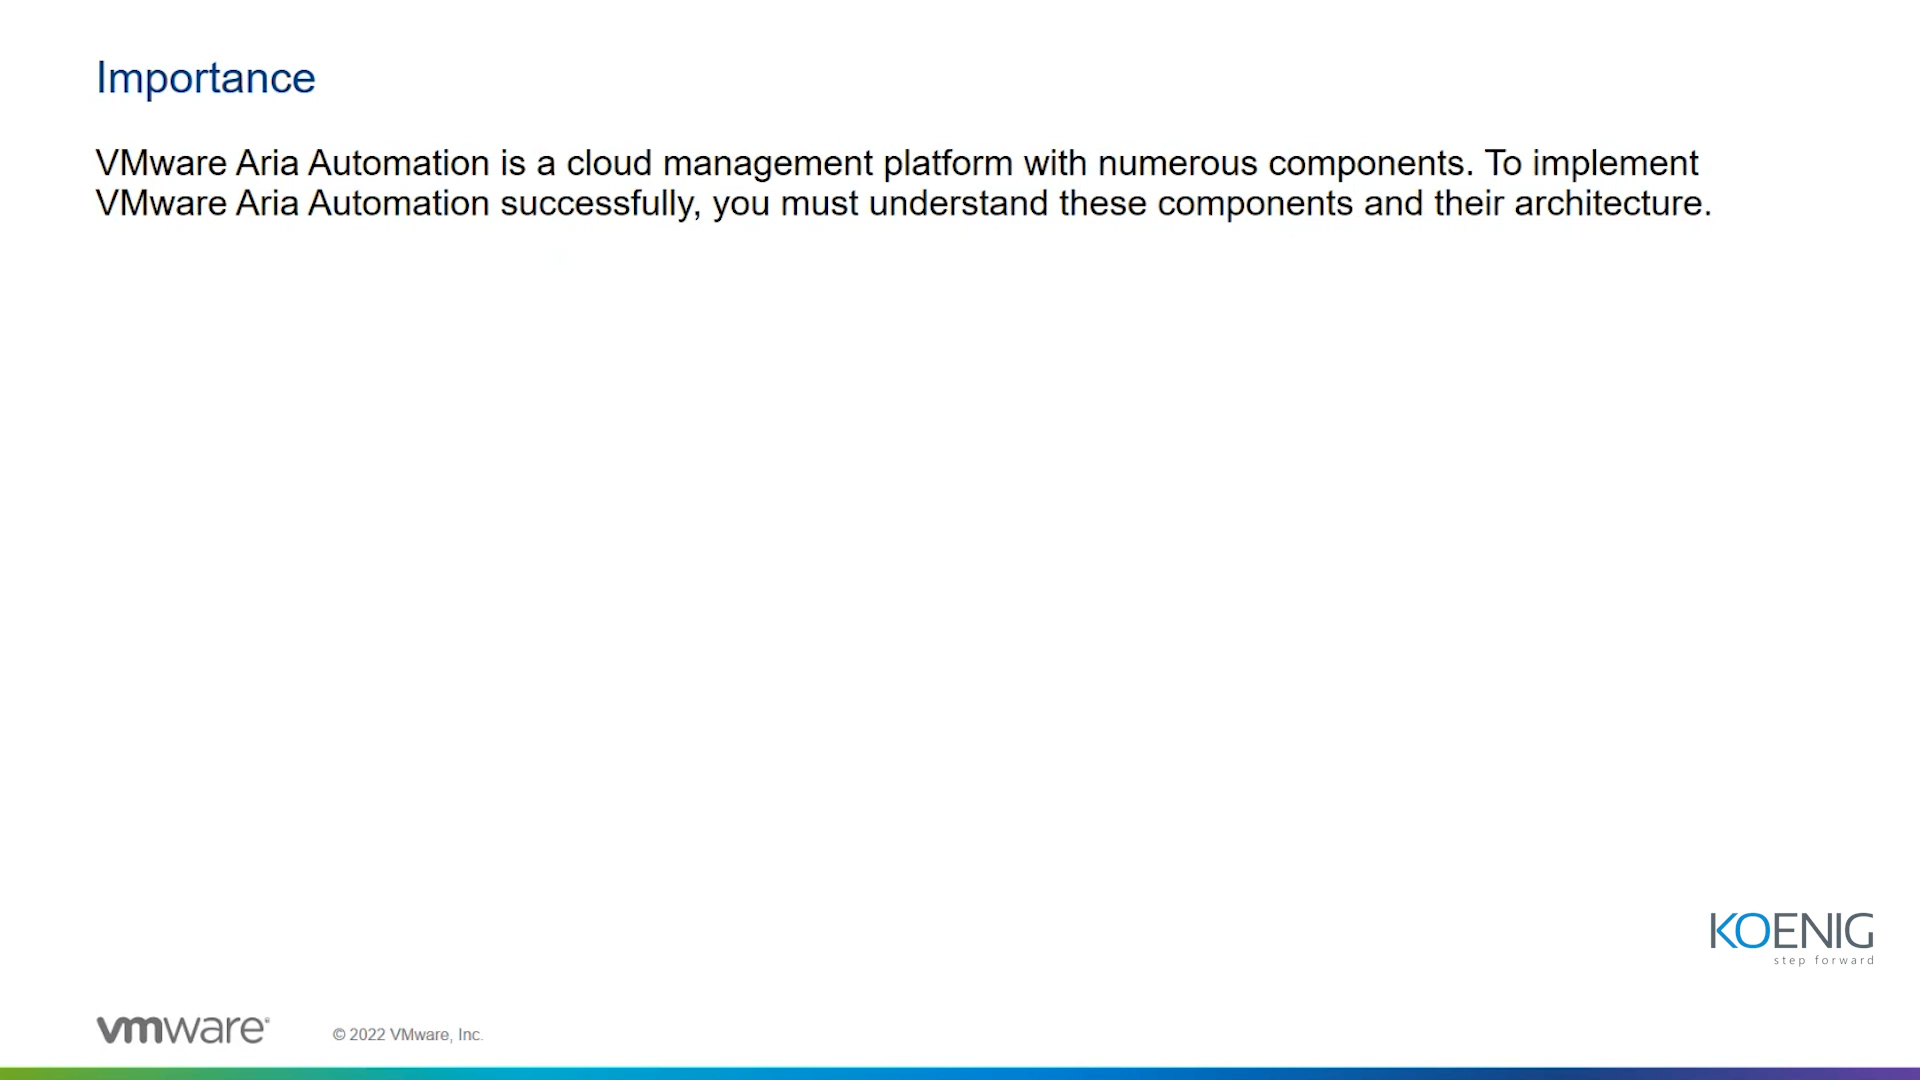 Importance
VMware Aria Automation is a cloud management platform with numerous components. To implement
VMware Aria Automation successfully, you must understand these components and their architecture.
KOENIG
step forward
vmware®
© 2022 VMware, Inc.